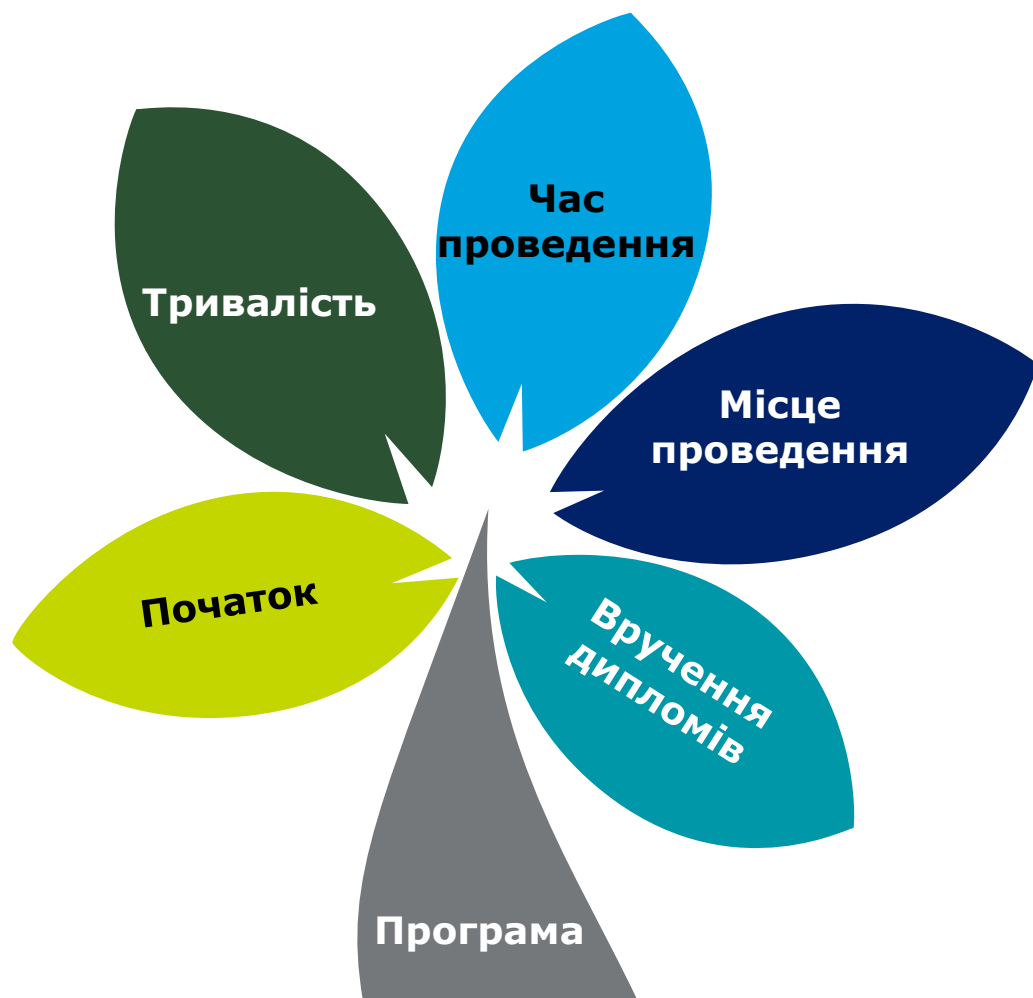 Час
проведення
Тривалість
Місце
проведення
Початок
Вручення
дипломів
Програма